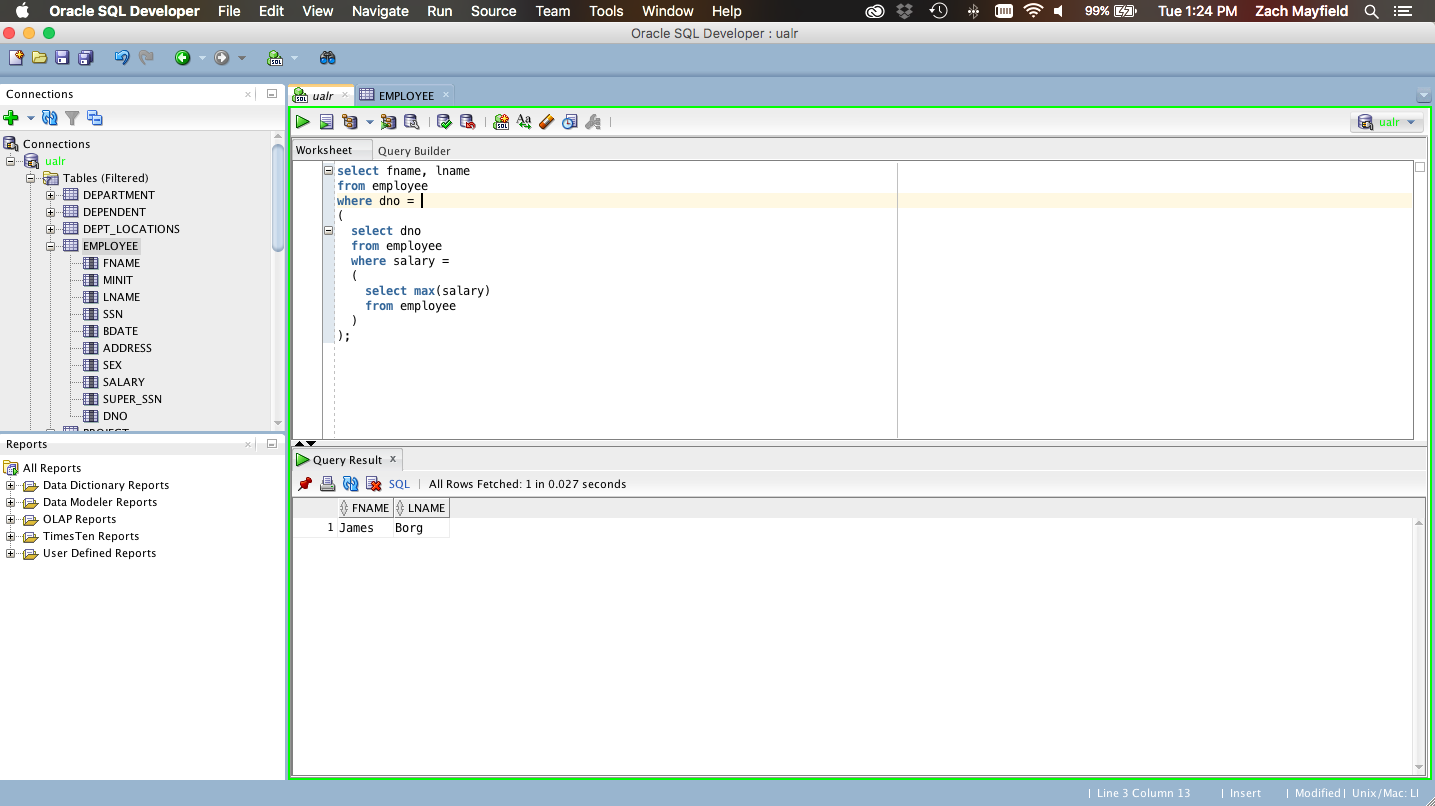 Oracle SQL Developer File Edit View Navigate Run Source Team Tools Window Help 99% Tue 1:24 PM Zach Mayfield
Oracle SQL Developer : ualr
Connections
Connections
ualr
Tables (Filtered)
DEPARTMENT
DEPENDENT
DEPT_LOCATIONS
EMPLOYEE
FNAME
MINIT
LNAME
SSN
BDATE
ADDRESS
SEX
SALARY
SUPER_SSN
DNO
PROJECT
Reports
All Reports
Data Dictionary Reports
Data Modeler Reports
OLAP Reports
TimesTen Reports
User Defined Reports
ualr EMPLOYEE
SQL Aa ualr
Worksheet Query Builder
select fname, lname
from employee
where dno =
(
select dno
from employee
where salary =
(
select max(salary)
from employee
)
);
Query Result x
SQL | All Rows Fetched: 1 in 0.027 seconds
FNAME LNAME
1 James Borg
| Line 3 Column 13 | Insert | Modified | Unix/Mac: LI